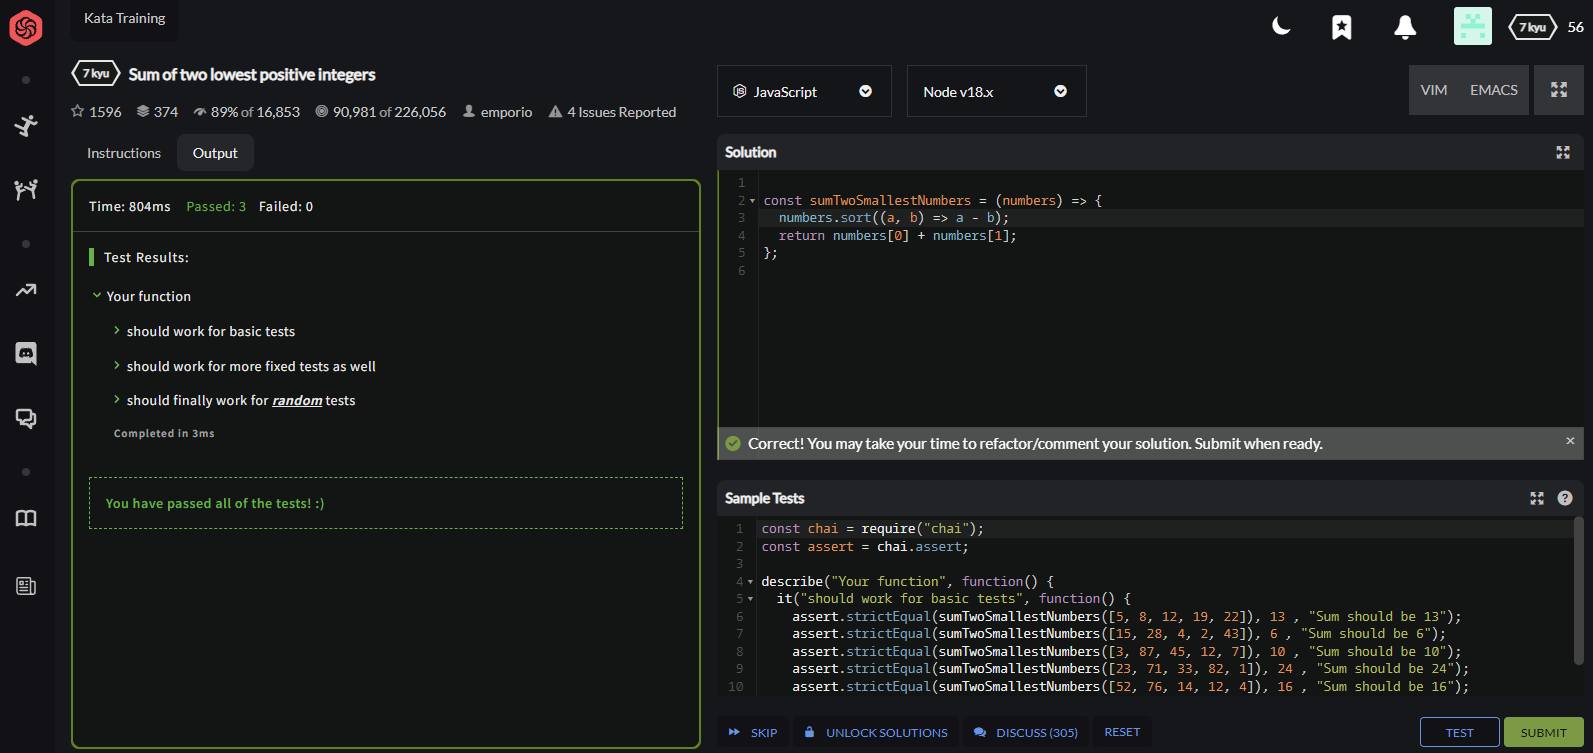 Kata Training
7 kyu
56
7 kyu Sum of two lowest positive integers
1596 374 89% of 16,853 90,981 of 226,056 emporio 4 Issues Reported
Instructions Output
Time: 804ms Passed: 3 Failed: 0
Test Results:
Your function
should work for basic tests
should work for more fixed tests as well
should finally work for random tests
Completed in 3ms
You have passed all of the tests! :)
JavaScript
Node v18.x
VIM EMACS
Solution
1
2 const sumTwoSmallestNumbers = (numbers) => {
3 numbers.sort((a, b) => a - b);
4 return numbers[0] + numbers[1];
5 };
6
Correct! You may take your time to refactor/comment your solution. Submit when ready. ×
Sample Tests
?
1 const chai = require("chai");
2 const assert = chai.assert;
3
4 describe("Your function", function() {
5 it("should work for basic tests", function() {
6 assert.strictEqual(sumTwoSmallestNumbers([5, 8, 12, 19, 22]), 13 , "Sum should be 13");
7 assert.strictEqual(sumTwoSmallestNumbers([15, 28, 4, 2, 43]), 6 , "Sum should be 6");
8 assert.strictEqual(sumTwoSmallestNumbers([3, 87, 45, 12, 7]), 10 , "Sum should be 10");
9 assert.strictEqual(sumTwoSmallestNumbers([23, 71, 33, 82, 1]), 24 , "Sum should be 24");
10 assert.strictEqual(sumTwoSmallestNumbers([52, 76, 14, 12, 4]), 16 , "Sum should be 16");
SKIP UNLOCK SOLUTIONS DISCUSS (305) RESET TEST SUBMIT